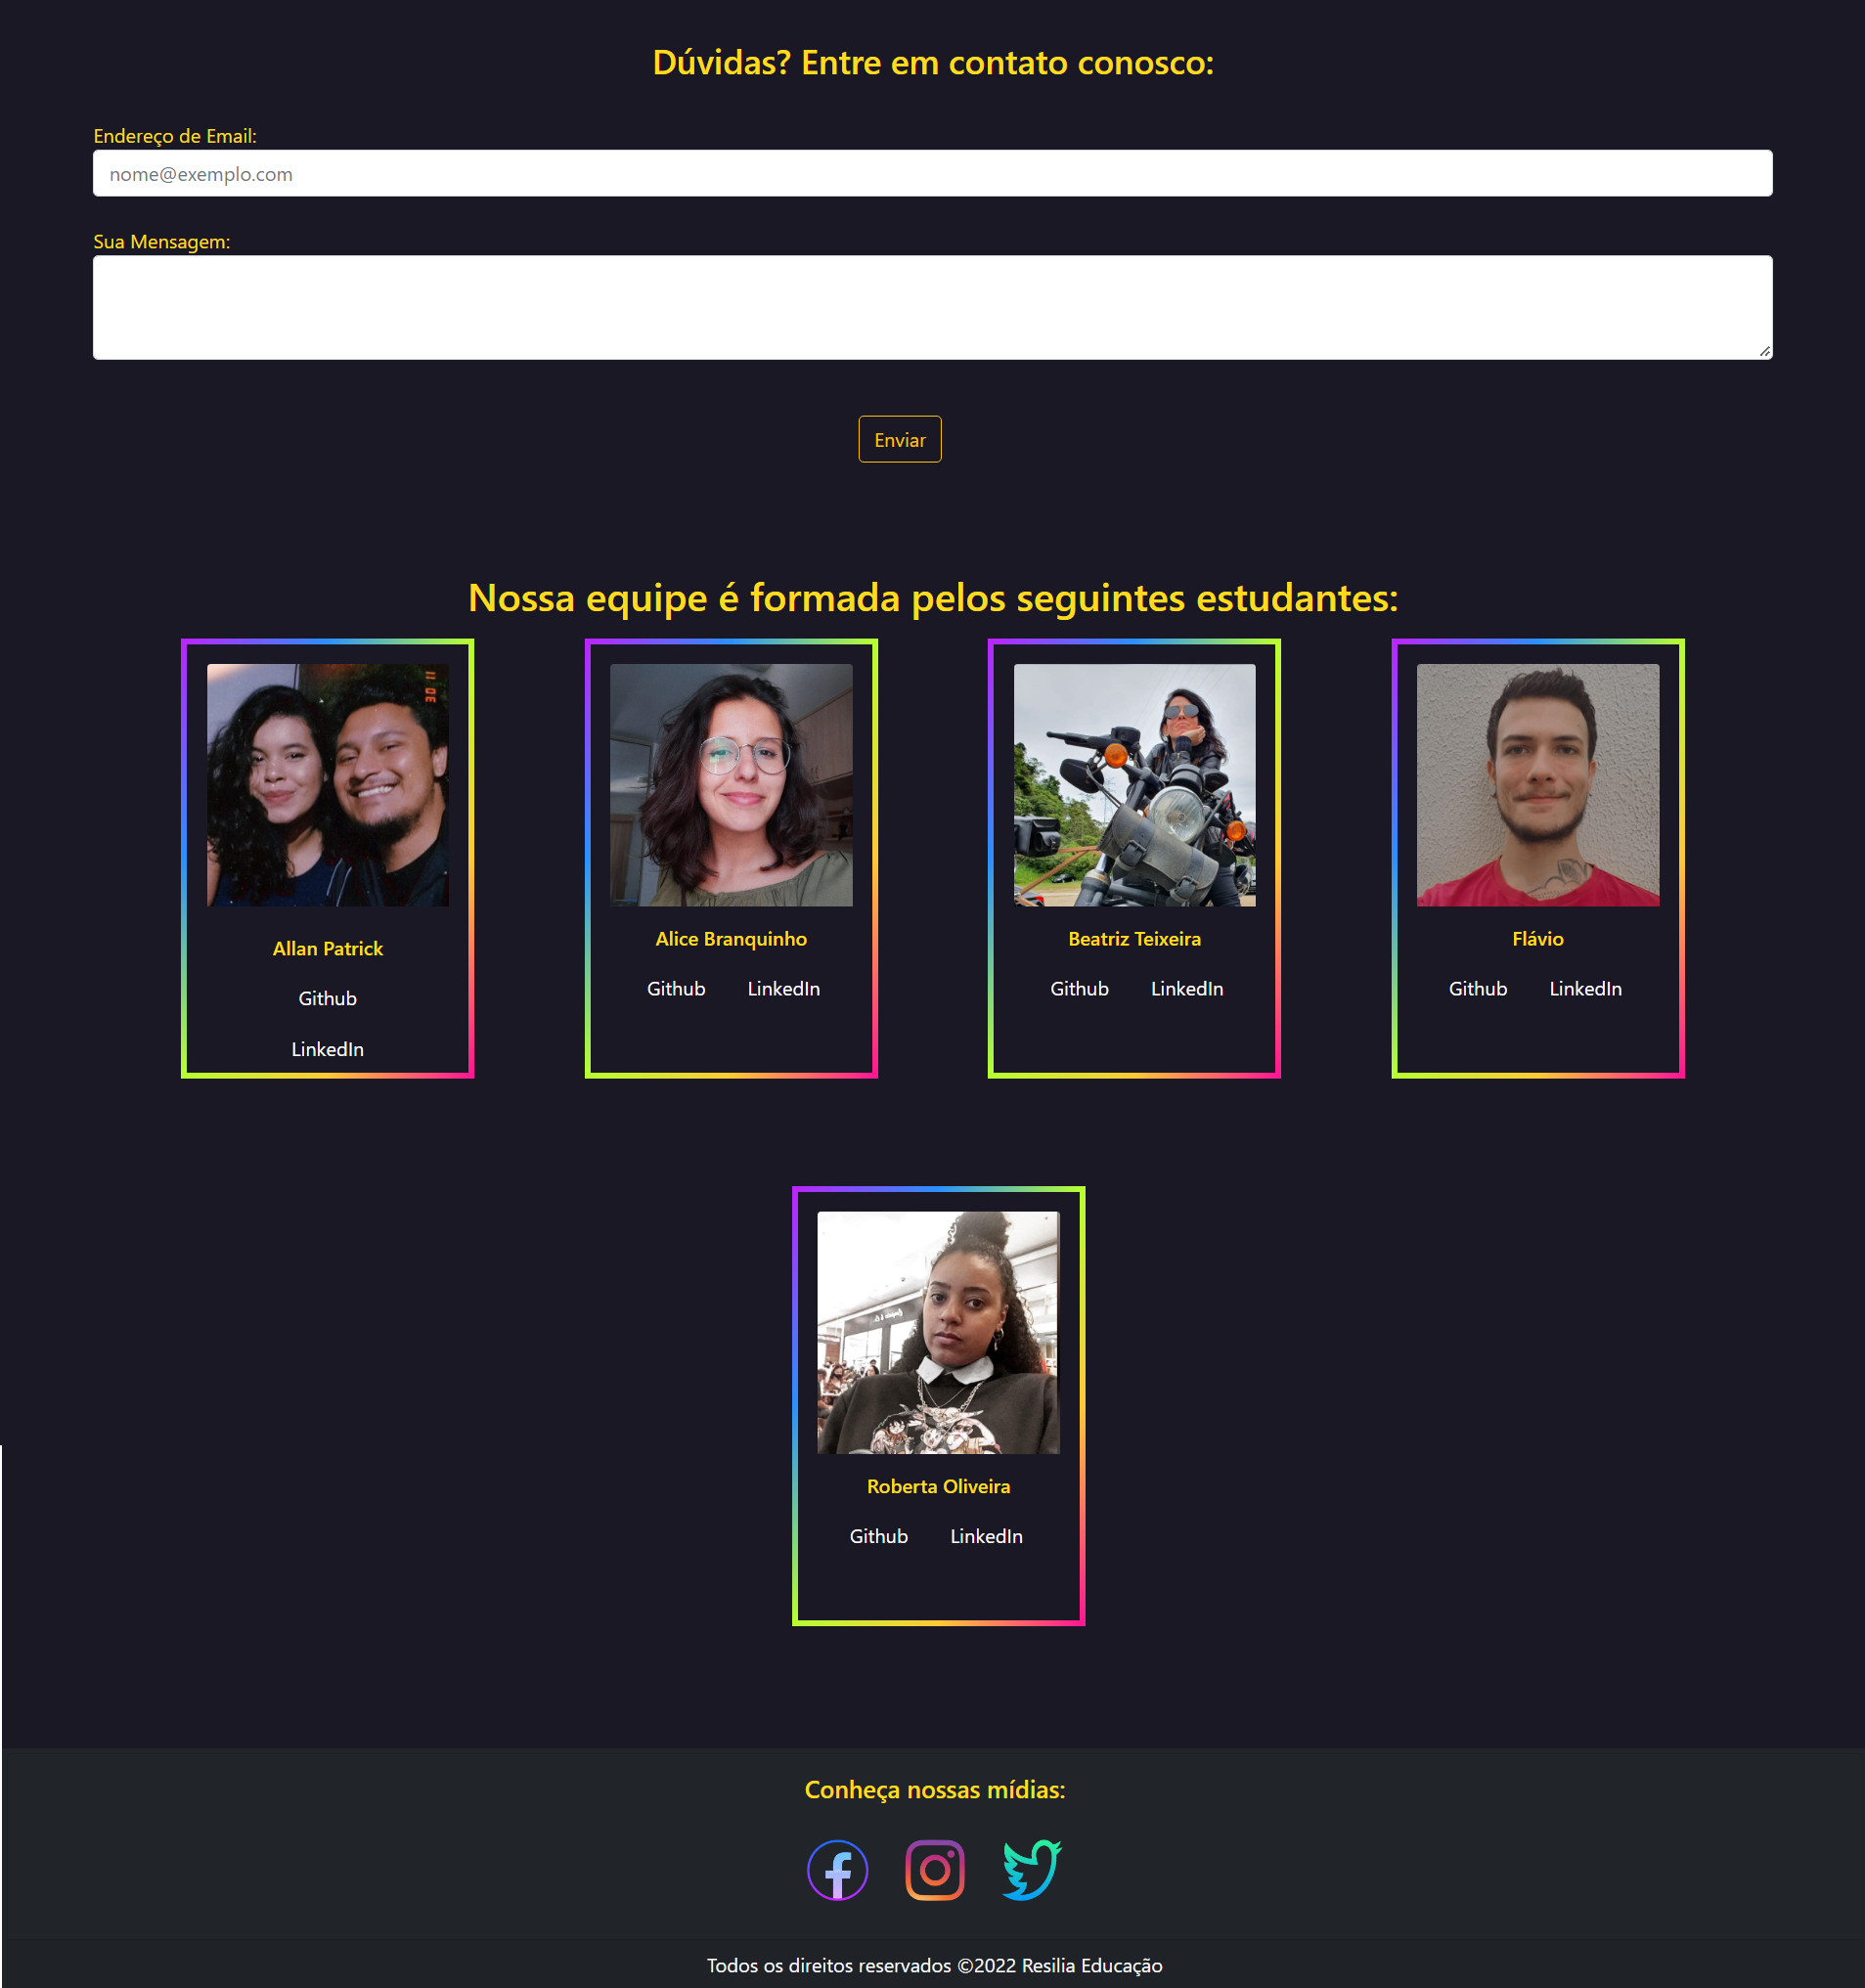 Dúvidas? Entre em contato conosco:
Endereço de Email:
nome@exemplo.com
Sua Mensagem:
Enviar
Nossa equipe é formada pelos seguintes estudantes:
Allan Patrick
Github
LinkedIn
Alice Branquinho
Github LinkedIn
Beatriz Teixeira
Github LinkedIn
Flávio
Github LinkedIn
Roberta Oliveira
Github LinkedIn
Conheça nossas mídias:
Todos os direitos reservados ©2022 Resilia Educação